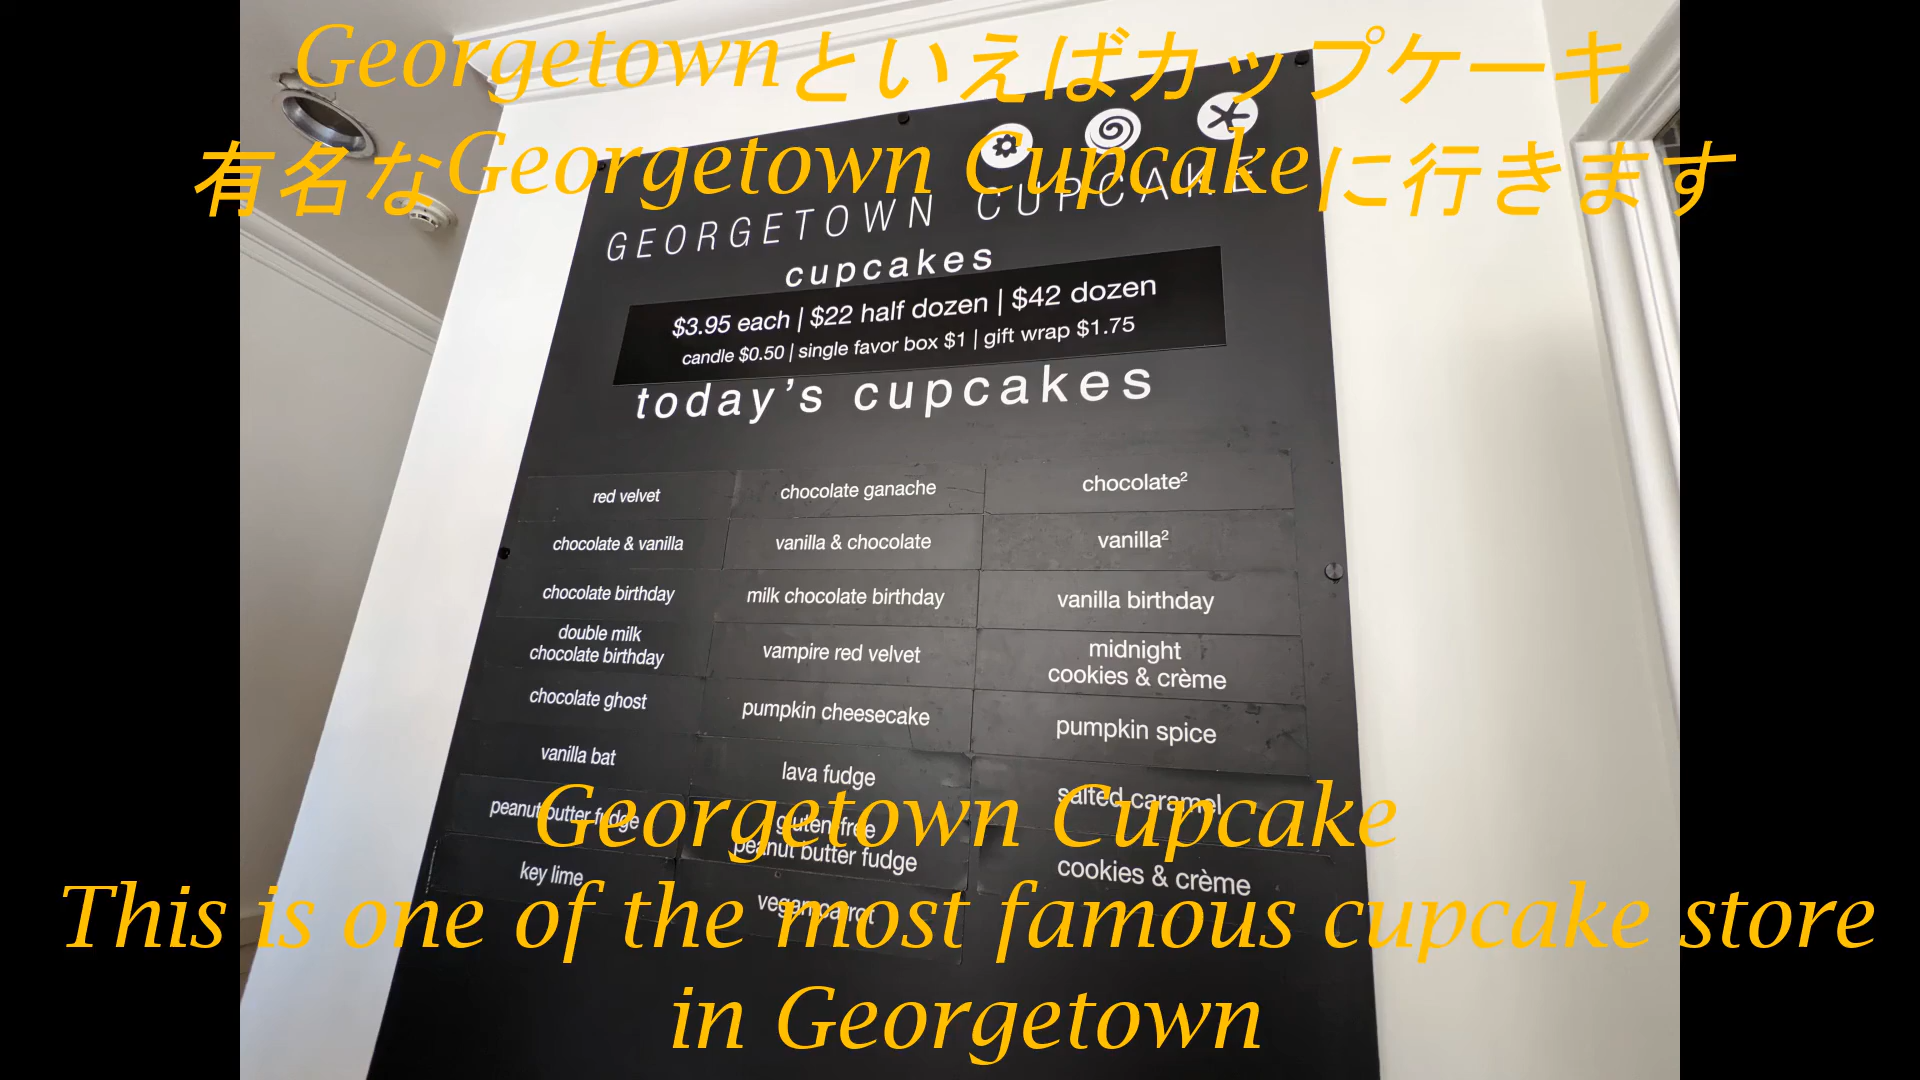 Georgetownといえばカップケーキ
有名なGeorgetown Cupcakeに行きます
GEORGETOWN CUPCAKE
cupcakes
$3.95 each | $22 half dozen | $42 dozen
candle $0.50 | single favor box $1 | gift wrap $1.75
today's cupcakes
red velvet
chocolate ganache
chocolate²
chocolate & vanilla
vanilla & chocolate
vanilla²
chocolate birthday
milk chocolate birthday
vanilla birthday
double milk
chocolate birthday
vampire red velvet
midnight
cookies & crème
chocolate ghost
pumpkin cheesecake
pumpkin spice
vanilla bat
lava fudge
salted caramel
peanut butter fudge
gluten free
peanut butter fudge
cookies & crème
key lime
vegan carrot
Georgetown Cupcake
This is one of the most famous cupcake store
in Georgetown